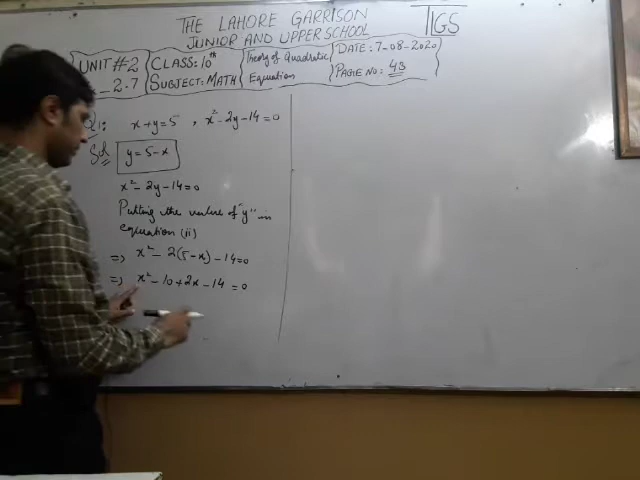 THE LAHORE GARRISON
JUNIOR AND UPPER SCHOOL
TIGS
UNIT #2
_ 2.7
CLASS: 10th
SUBJECT: MATH
Theory of Quadratic
Equation
DATE: 7-08-2020
PAGE NO: 43
Q1: x+y=5 , x²-2y-14=0
Sol y=5-x
x²-2y-14=0
Putting the value of "y" in
equation (ii)
=> x²-2(5-x)-14=0
=> x²-10+2x-14=0